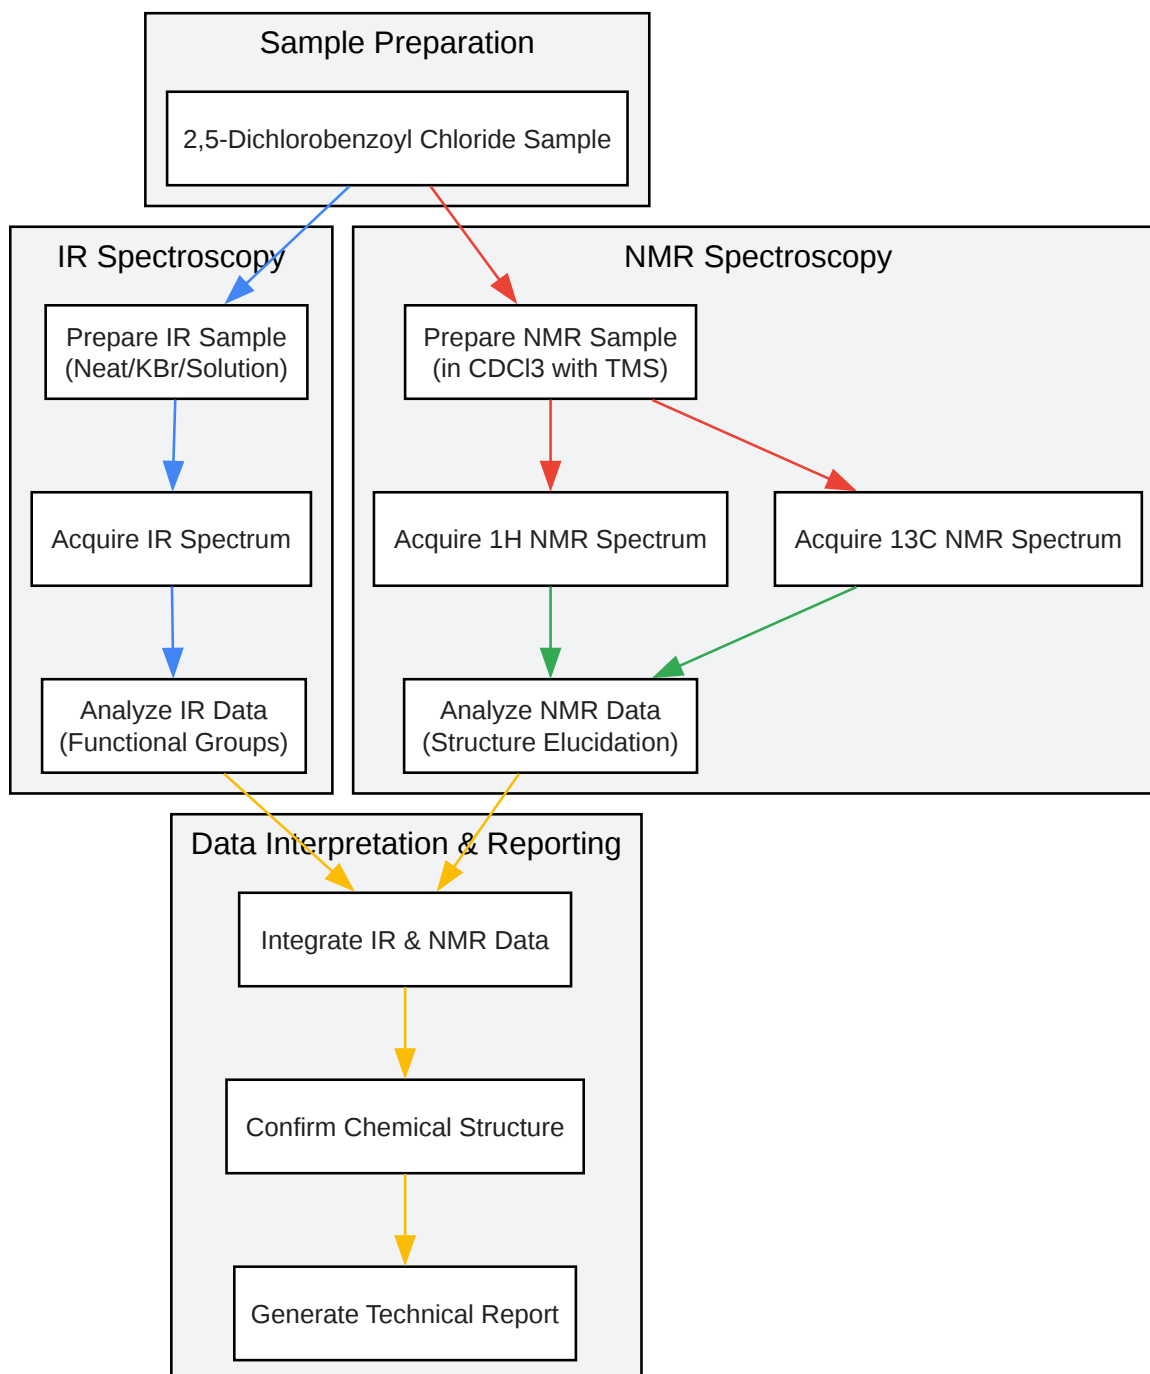 Sample Preparation
2,5-Dichlorobenzoyl Chloride Sample
IR Spectroscopy
Prepare IR Sample
(Neat/KBr/Solution)
Acquire IR Spectrum
Analyze IR Data
(Functional Groups)
NMR Spectroscopy
Prepare NMR Sample
(in CDCl3 with TMS)
Acquire 1H NMR Spectrum
Acquire 13C NMR Spectrum
Analyze NMR Data
(Structure Elucidation)
Data Interpretation & Reporting
Integrate IR & NMR Data
Confirm Chemical Structure
Generate Technical Report